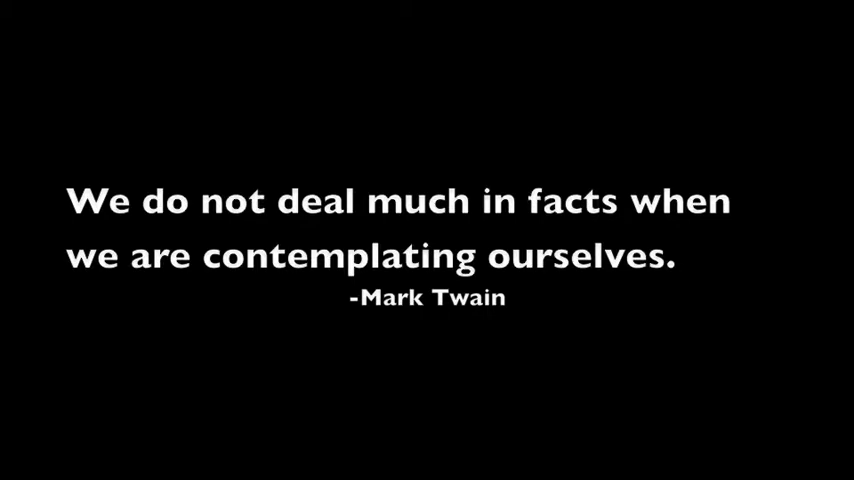 We do not deal much in facts when
we are contemplating ourselves.
-Mark Twain